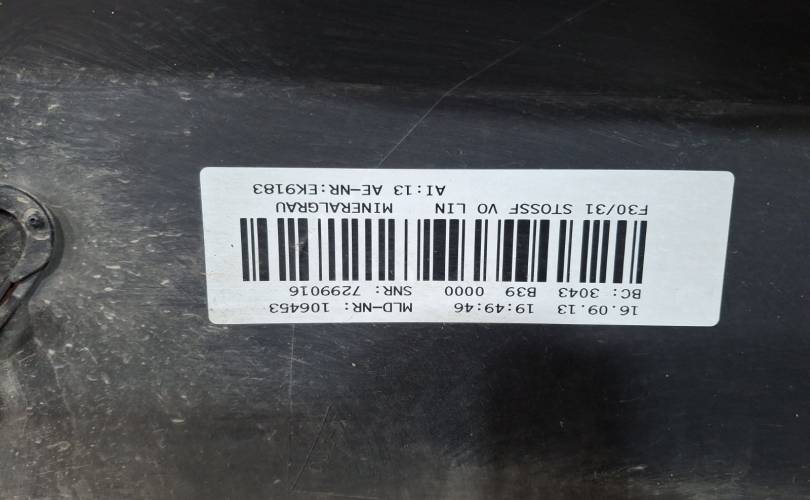 16.09.13 19:49:46 MLD-NR: 106453
BC: 3043 B39 0000 SNR: 7299016
F30/31 STOSSF VO LIN MINERALGRAU
AI:13 AE-NR:EK9183